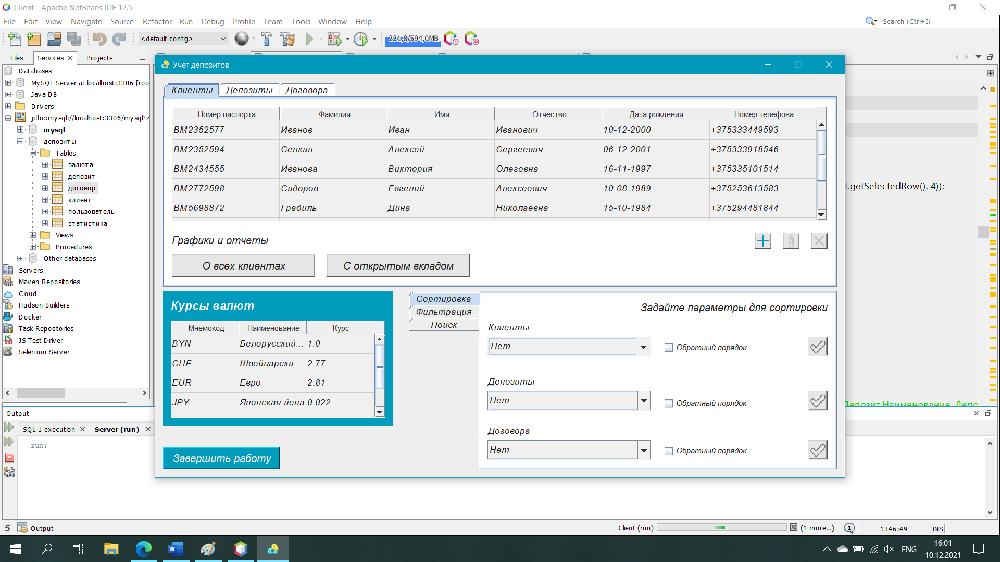 Client - Apache NetBeans IDE 12.5
File Edit View Navigate Source Refactor Run Debug Profile Team Tools Window Help
Search (Ctrl+I)
<default config>
231,8/594,0MB
Files Services Projects
Databases
MySQL Server at localhost:3306 [roo
Java DB
Drivers
jdbc:mysql://localhost:3306/mysql?z
mysql
депозиты
Tables
валюта
депозит
договор
клиент
пользователь
статистика
Views
Procedures
Other databases
Servers
Maven Repositories
Cloud
Hudson Builders
Docker
Task Repositories
JS Test Driver
Selenium Server
Учет депозитов
Клиенты Депозиты Договора
Номер паспорта Фамилия Имя Отчество Дата рождения Номер телефона
BM2352577 Иванов Иван Иванович 10-12-2000 +375333449593
BM2352594 Сенкин Алексей Сергеевич 06-12-2001 +375333918546
BM2434555 Иванова Виктория Олеговна 16-11-1997 +375335101514
BM2772598 Сидоров Евгений Алексеевич 10-08-1989 +375253613583
BM5698872 Градиль Дина Николаевна 15-10-1984 +375294481844
Графики и отчеты
О всех клиентах С открытым вкладом
Курсы валют
Мнемокод Наименование Курс
BYN Белорусский... 1.0
CHF Швейцарски... 2.77
EUR Евро 2.81
JPY Японская йена 0.022
Завершить работу
Сортировка
Фильтрация
Поиск
Задайте параметры для сортировки
Клиенты
Нет Обратный порядок
Депозиты
Нет Обратный порядок
Договора
Нет Обратный порядок
t.getSelectedRow(), 4));
Депозит.Наименование, Депо
Output
SQL 1 execution Server (run)
run:
Output
Client (run) (1 more...) 1 1346:49 INS
ENG 16:01
10.12.2021